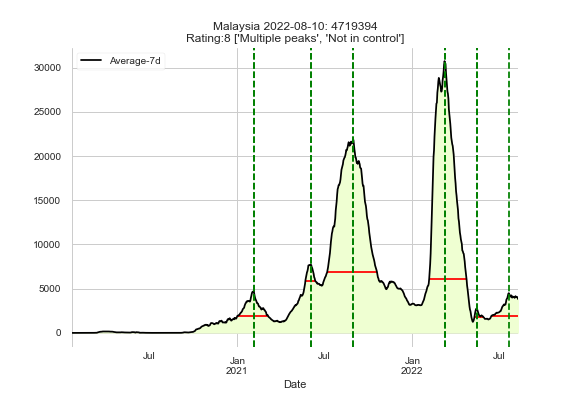 Malaysia 2022-08-10: 4719394
Rating:8 ['Multiple peaks', 'Not in control']
Average-7d
30000
25000
20000
15000
10000
5000
0
Jul
Jan
2021
Jul
Jan
2022
Jul
Date